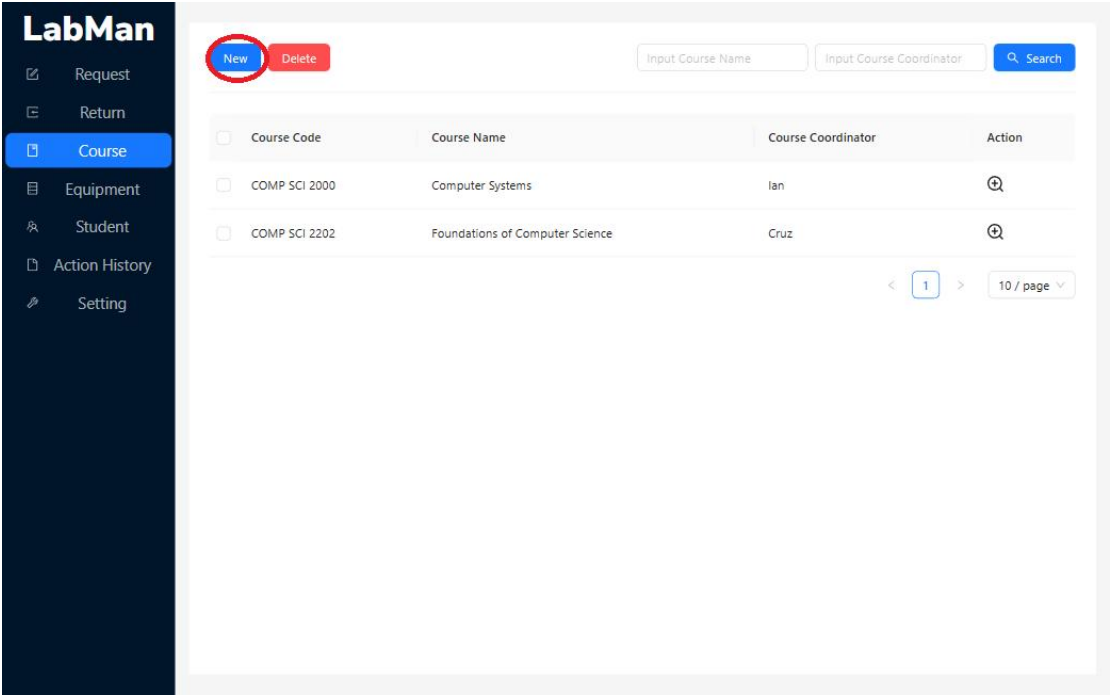 LabMan
Request
Return
Course
Equipment
Student
Action History
Setting
New Delete Input Course Name Input Course Coordinator Search
Course Code Course Name Course Coordinator Action
COMP SCI 2000 Computer Systems Ian
COMP SCI 2202 Foundations of Computer Science Cruz
< 1 > 10 / page